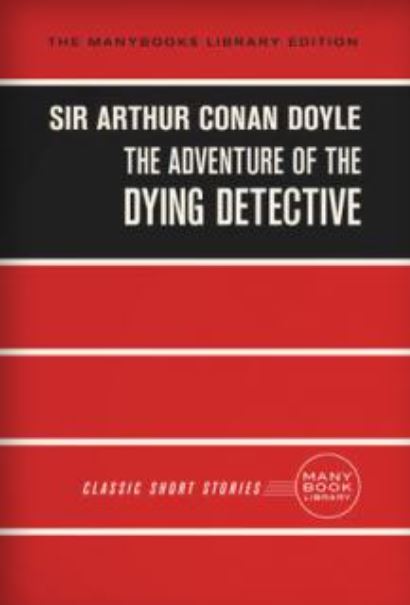 THE MANYBOOKS LIBRARY EDITION
SIR ARTHUR CONAN DOYLE
THE ADVENTURE OF THE
DYING DETECTIVE
CLASSIC SHORT STORIES
MANY
BOOK
LIBRARY